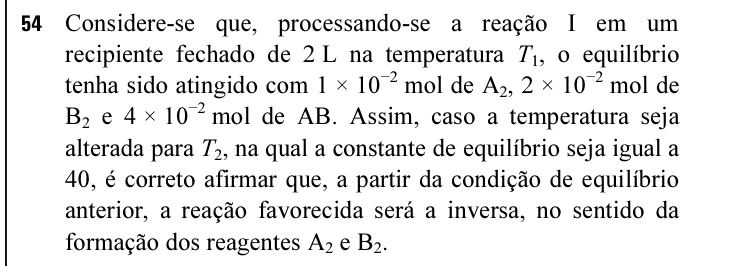 54 Considere-se que, processando-se a reação I em um
recipiente fechado de 2 L na temperatura T₁, o equilíbrio
tenha sido atingido com 1 × 10⁻² mol de A₂, 2 × 10⁻² mol de
B₂ e 4 × 10⁻² mol de AB. Assim, caso a temperatura seja
alterada para T₂, na qual a constante de equilíbrio seja igual a
40, é correto afirmar que, a partir da condição de equilíbrio
anterior, a reação favorecida será a inversa, no sentido da
formação dos reagentes A₂ e B₂.